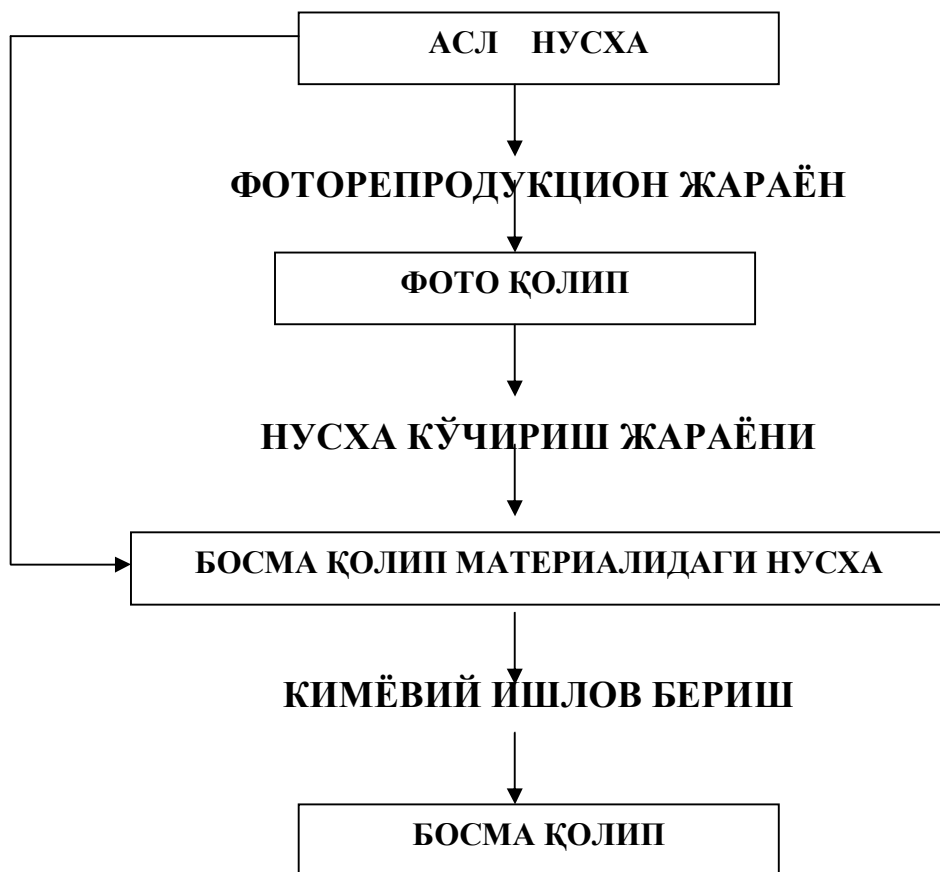 АСЛ НУСХА
ФОТОРЕПРОДУКЦИОН ЖАРАЁН
ФОТО ҚОЛИП
НУСХА КЎЧИРИШ ЖАРАЁНИ
БОСМА ҚОЛИП МАТЕРИАЛИДАГИ НУСХА
КИМЁВИЙ ИШЛОВ БЕРИШ
БОСМА ҚОЛИП